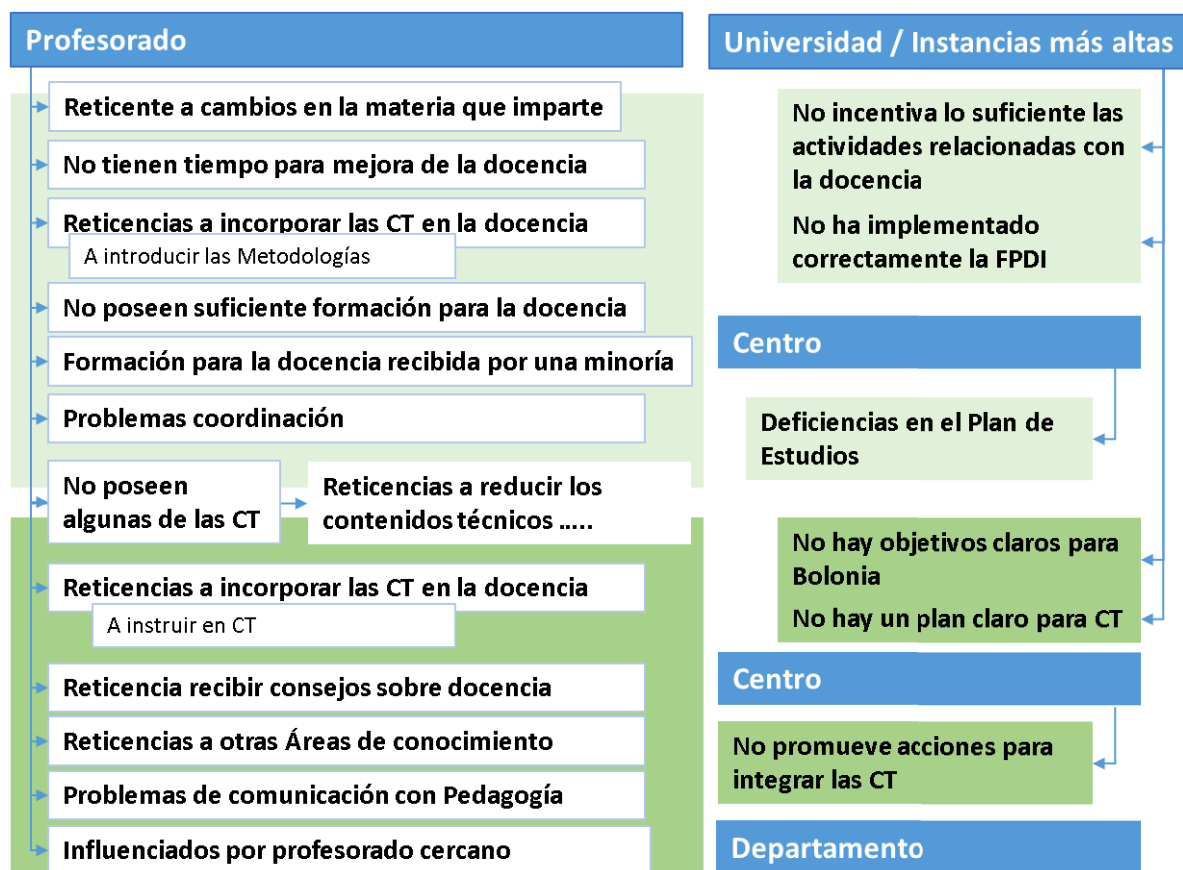 Profesorado
Reticente a cambios en la materia que imparte
No tienen tiempo para mejora de la docencia
Reticencias a incorporar las CT en la docencia
A introducir las Metodologías
No poseen suficiente formación para la docencia
Formación para la docencia recibida por una minoría
Problemas coordinación
No poseen
algunas de las CT
Reticencias a reducir los
contenidos técnicos .....
Reticencias a incorporar las CT en la docencia
A instruir en CT
Reticencia recibir consejos sobre docencia
Reticencias a otras Áreas de conocimiento
Problemas de comunicación con Pedagogía
Influenciados por profesorado cercano
Universidad / Instancias más altas
No incentiva lo suficiente las
actividades relacionadas con
la docencia
No ha implementado
correctamente la FPDI
Centro
Deficiencias en el Plan de
Estudios
No hay objetivos claros para
Bolonia
No hay un plan claro para CT
Centro
No promueve acciones para
integrar las CT
Departamento